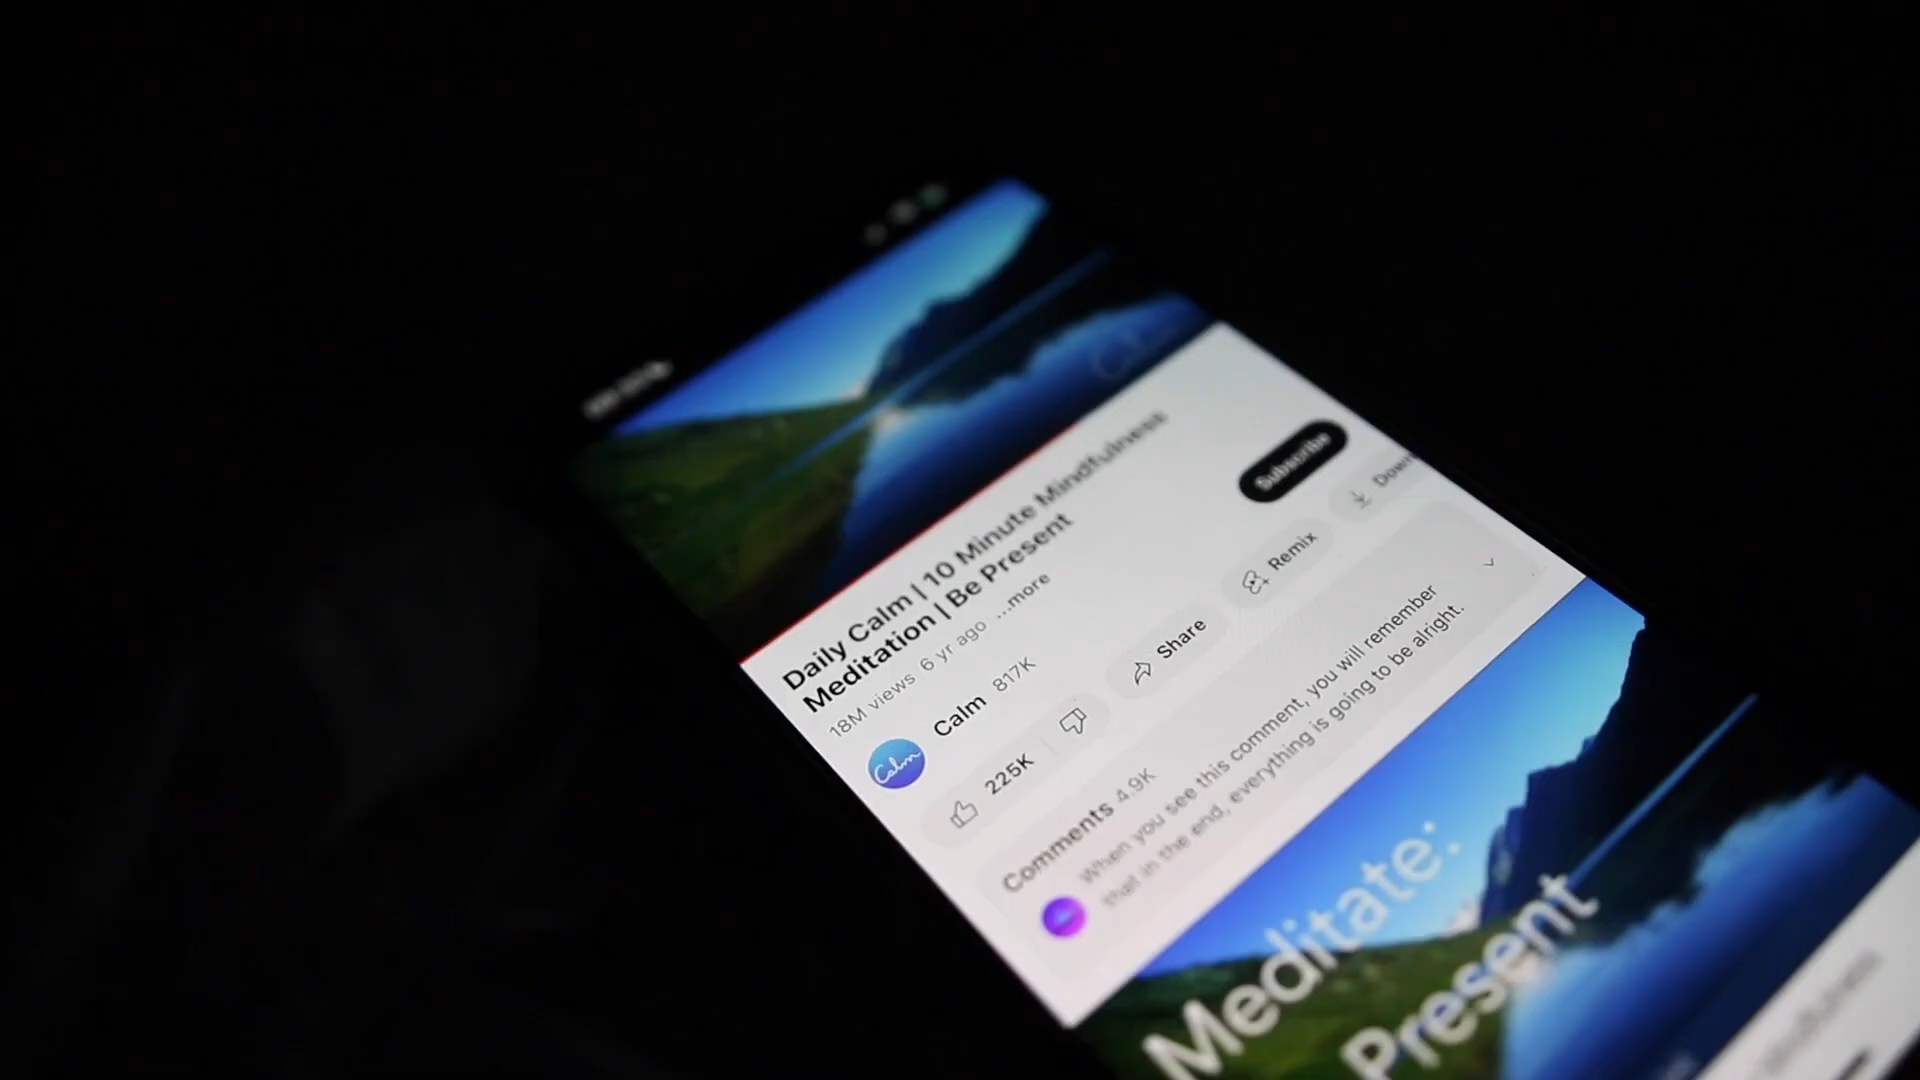 Daily Calm | 10 Minute Mindfulness
Meditation | Be Present
18M views 6 yr ago ...more
Calm
Calm 817K
Subscribe
225K
Share
Remix
Down
Comments 4.9K
When you see this comment, you will remember
that in the end, everything is going to be alright.
Meditate:
Present